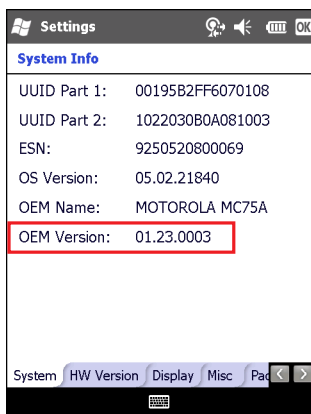 Settings
OK
System Info
UUID Part 1: 00195B2FF6070108
UUID Part 2: 1022030B0A081003
ESN: 9250520800069
OS Version: 05.02.21840
OEM Name: MOTOROLA MC75A
OEM Version: 01.23.0003
System HW Version Display Misc Pac